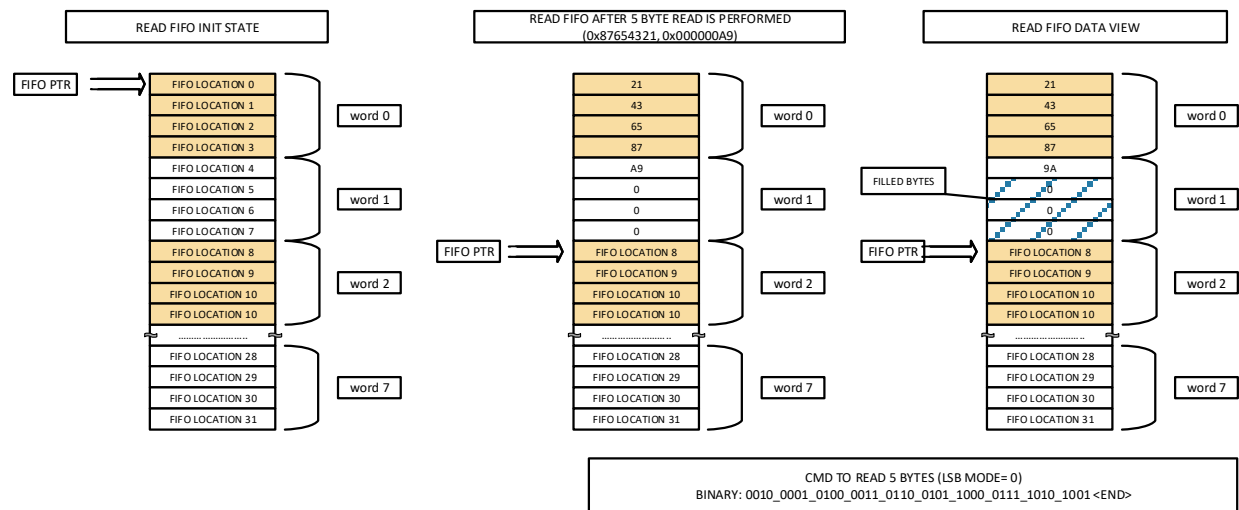 READ FIFO INIT STATE
FIFO PTR
FIFO LOCATION 0
FIFO LOCATION 1
FIFO LOCATION 2
FIFO LOCATION 3
FIFO LOCATION 4
FIFO LOCATION 5
FIFO LOCATION 6
FIFO LOCATION 7
FIFO LOCATION 8
FIFO LOCATION 9
FIFO LOCATION 10
FIFO LOCATION 10
............................
FIFO LOCATION 28
FIFO LOCATION 29
FIFO LOCATION 30
FIFO LOCATION 31
word 0
word 1
word 2
word 7
READ FIFO AFTER 5 BYTE READ IS PERFORMED
(0x87654321, 0x000000A9)
FIFO PTR
21
43
65
87
A9
0
0
0
FIFO LOCATION 8
FIFO LOCATION 9
FIFO LOCATION 10
FIFO LOCATION 10
............................
FIFO LOCATION 28
FIFO LOCATION 29
FIFO LOCATION 30
FIFO LOCATION 31
word 0
word 1
word 2
word 7
READ FIFO DATA VIEW
FILLED BYTES
FIFO PTR
21
43
65
87
9A
0
0
0
FIFO LOCATION 8
FIFO LOCATION 9
FIFO LOCATION 10
FIFO LOCATION 10
............................
FIFO LOCATION 28
FIFO LOCATION 29
FIFO LOCATION 30
FIFO LOCATION 31
word 0
word 1
word 2
word 7
CMD TO READ 5 BYTES (LSB MODE= 0)
BINARY: 0010_0001_0100_0011_0110_0101_1000_0111_1010_1001 <END>